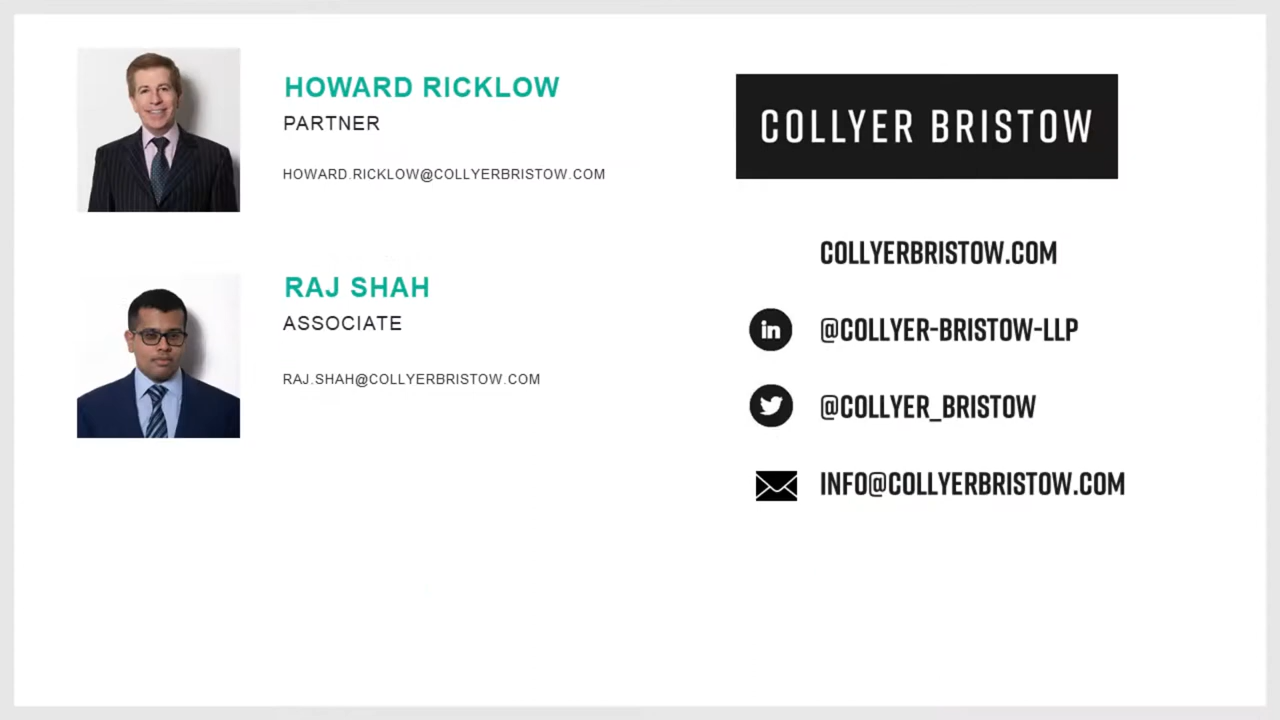 HOWARD RICKLOW
PARTNER
HOWARD.RICKLOW@COLLYERBRISTOW.COM
RAJ SHAH
ASSOCIATE
RAJ.SHAH@COLLYERBRISTOW.COM
COLLYER BRISTOW
COLLYERBRISTOW.COM
in
@COLLYER-BRISTOW-LLP
@COLLYER_BRISTOW
INFO@COLLYERBRISTOW.COM